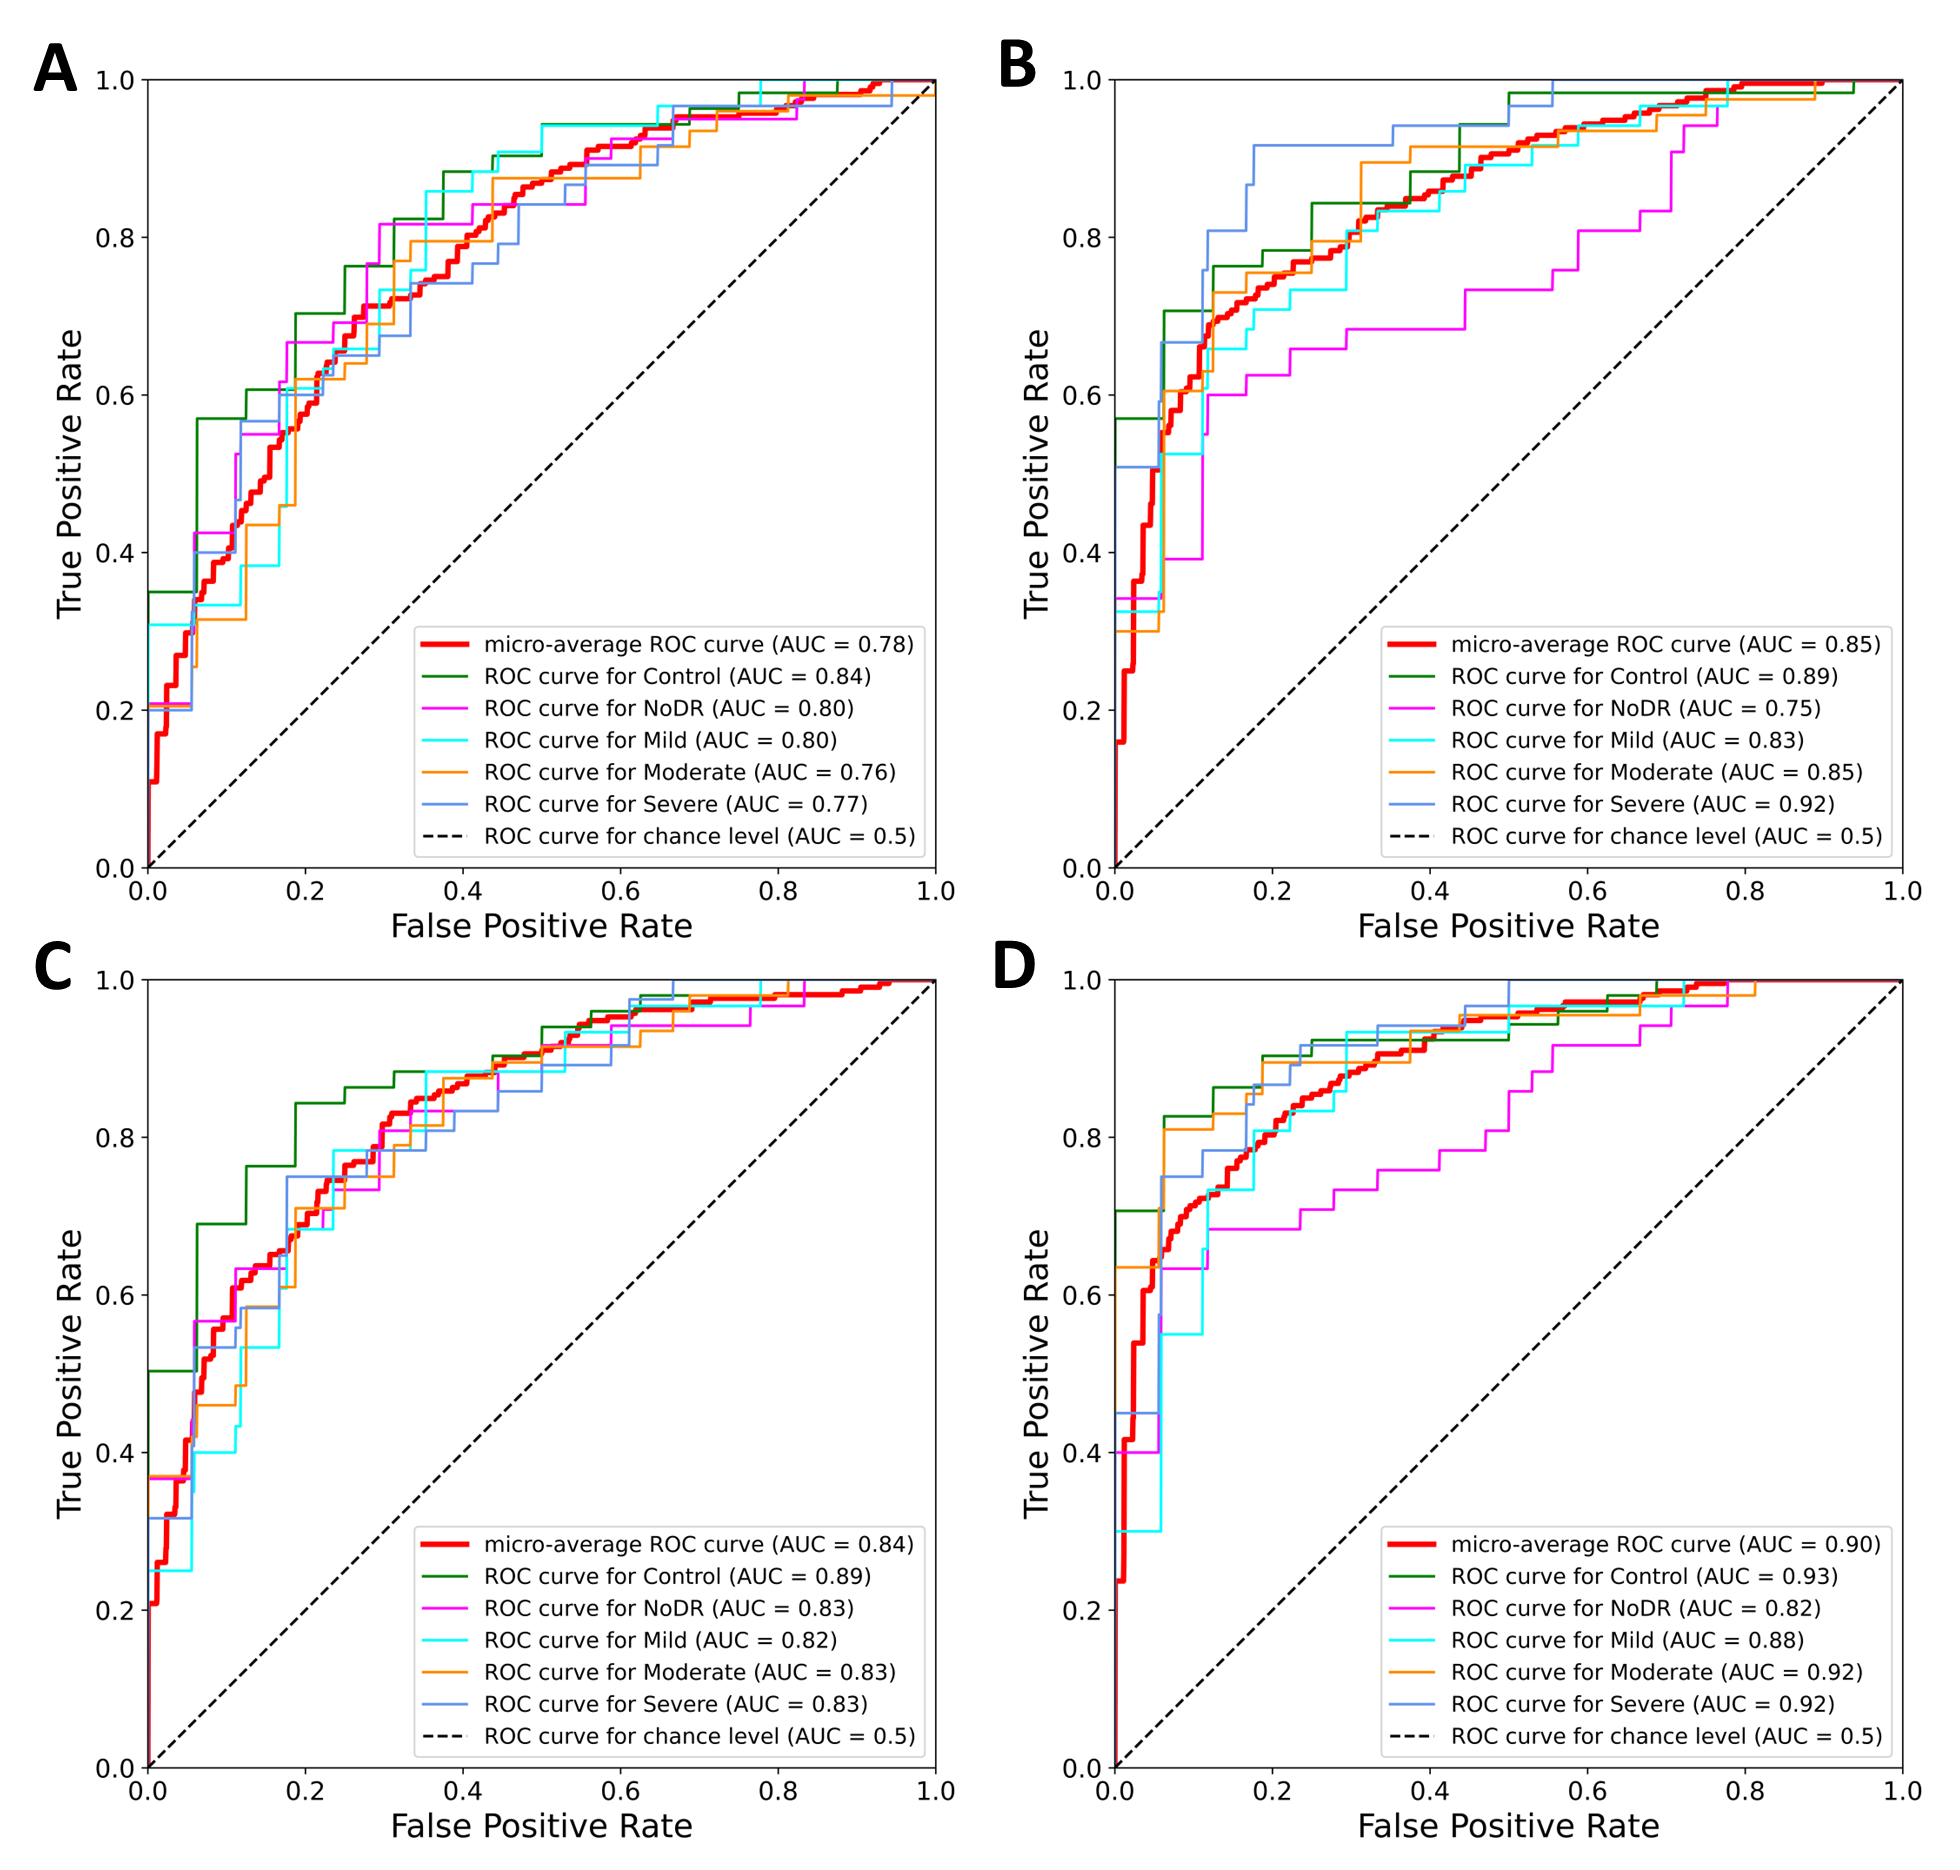 A
1.0
0.8
0.6
0.4
0.2
0.0
True Positive Rate
micro-average ROC curve (AUC = 0.78)
ROC curve for Control (AUC = 0.84)
ROC curve for NoDR (AUC = 0.80)
ROC curve for Mild (AUC = 0.80)
ROC curve for Moderate (AUC = 0.76)
ROC curve for Severe (AUC = 0.77)
ROC curve for chance level (AUC = 0.5)
0.0 0.2 0.4 0.6 0.8 1.0
False Positive Rate
B
1.0
0.8
0.6
0.4
0.2
0.0
True Positive Rate
micro-average ROC curve (AUC = 0.85)
ROC curve for Control (AUC = 0.89)
ROC curve for NoDR (AUC = 0.75)
ROC curve for Mild (AUC = 0.83)
ROC curve for Moderate (AUC = 0.85)
ROC curve for Severe (AUC = 0.92)
ROC curve for chance level (AUC = 0.5)
0.0 0.2 0.4 0.6 0.8 1.0
False Positive Rate
C
1.0
0.8
0.6
0.4
0.2
0.0
True Positive Rate
micro-average ROC curve (AUC = 0.84)
ROC curve for Control (AUC = 0.89)
ROC curve for NoDR (AUC = 0.83)
ROC curve for Mild (AUC = 0.82)
ROC curve for Moderate (AUC = 0.83)
ROC curve for Severe (AUC = 0.83)
ROC curve for chance level (AUC = 0.5)
0.0 0.2 0.4 0.6 0.8 1.0
False Positive Rate
D
1.0
0.8
0.6
0.4
0.2
0.0
True Positive Rate
micro-average ROC curve (AUC = 0.90)
ROC curve for Control (AUC = 0.93)
ROC curve for NoDR (AUC = 0.82)
ROC curve for Mild (AUC = 0.88)
ROC curve for Moderate (AUC = 0.92)
ROC curve for Severe (AUC = 0.92)
ROC curve for chance level (AUC = 0.5)
0.0 0.2 0.4 0.6 0.8 1.0
False Positive Rate